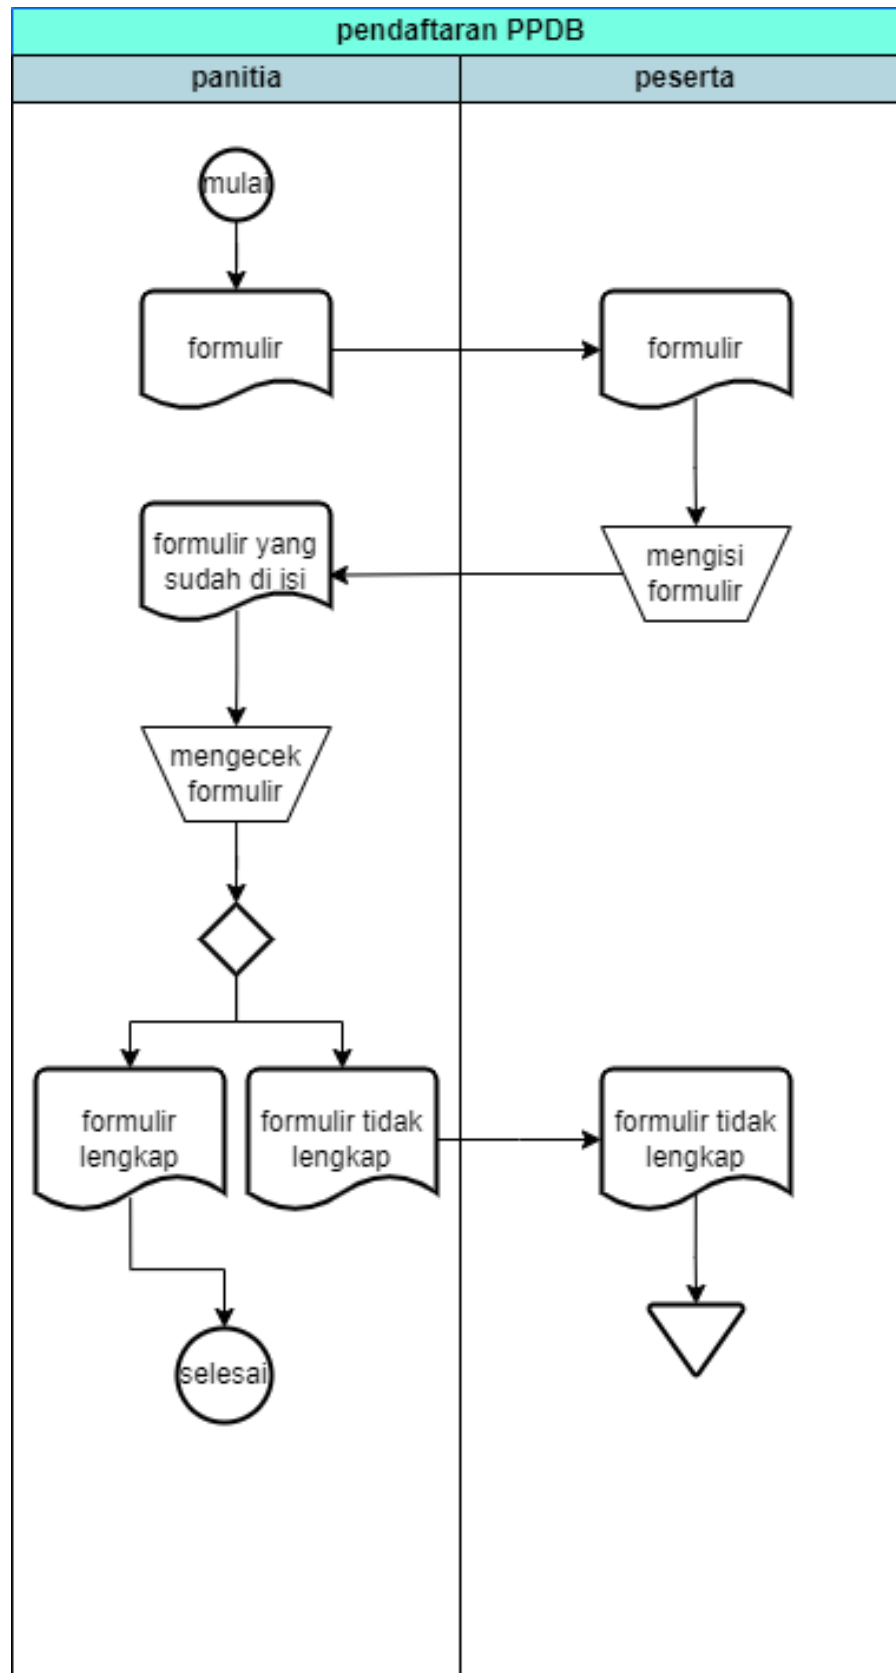 pendaftaran PPDB
panitia
peserta
mulai
formulir
formulir
formulir yang
sudah di isi
mengisi
formulir
mengecek
formulir
formulir
lengkap
formulir tidak
lengkap
formulir tidak
lengkap
selesai